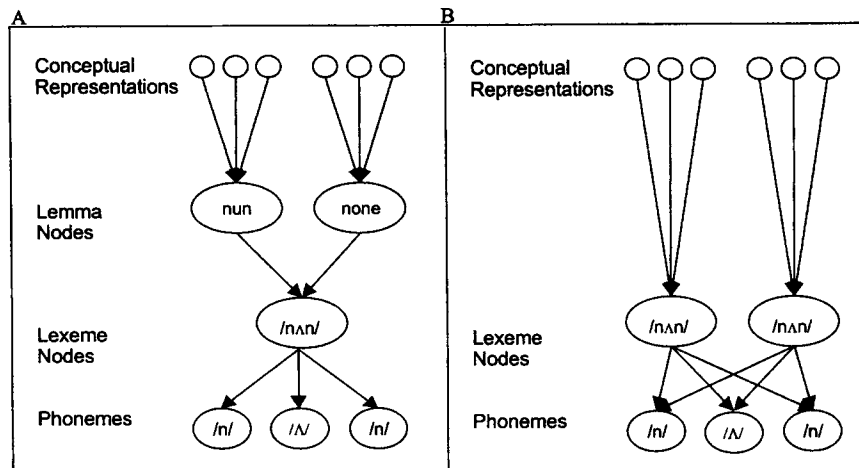 A
Conceptual
Representations
Lemma
Nodes
nun none
Lexeme
Nodes
/nʌn/
Phonemes
/n/ /Λ/ /n/
B
Conceptual
Representations
Lexeme
Nodes
/nʌn/ /nʌn/
Phonemes
/n/ /Λ/ /n/